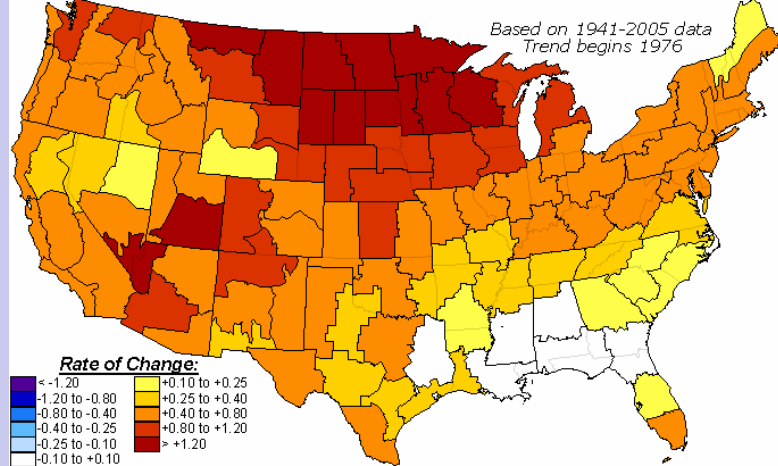 Based on 1941-2005 data
Trend begins 1976
Rate of Change:
< -1.20
-1.20 to -0.80
-0.80 to -0.40
-0.40 to -0.25
-0.25 to -0.10
-0.10 to +0.10
+0.10 to +0.25
+0.25 to +0.40
+0.40 to +0.80
+0.80 to +1.20
> +1.20